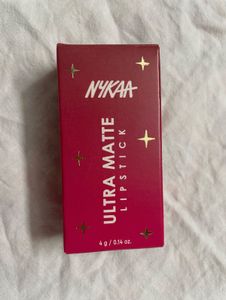 NYKAA
ULTRA MATTE
LIPSTICK
4 g / 0.14 oz.